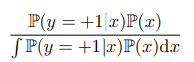 ℙ(y = +1|x)ℙ(x)
∫ ℙ(y = +1|x)ℙ(x)dx